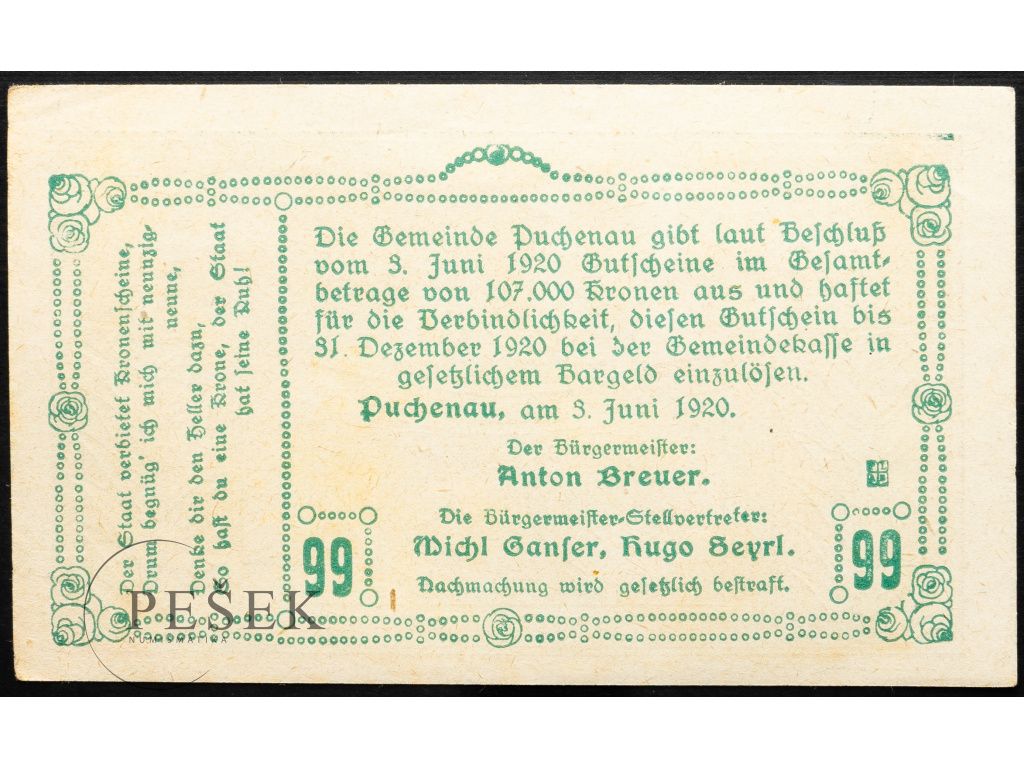 Der Staat verbietet Kronenscheine,
Drum begnüg' ich mich mit neunzig-
neune,
Denke dir den Heller dazu,
So hast du eine Krone, der Staat
hat seine Ruh!
Die Gemeinde Puchenau gibt laut Beschluß
vom 3. Juni 1920 Gutscheine im Gesamt-
betrage von 107.000 Kronen aus und haftet
für die Verbindlichkeit, diesen Gutschein bis
31. Dezember 1920 bei der Gemeindekasse in
gesetzlichem Bargeld einzulösen.
Puchenau, am 3. Juni 1920.
Der Bürgermeister:
Anton Breuer.
Die Bürgermeister-Stellvertreter:
Michl Ganser, Hugo Seyrl.
Nachmachung wird gesetzlich bestraft.
99
99
PESEK
NUMISMATIKA